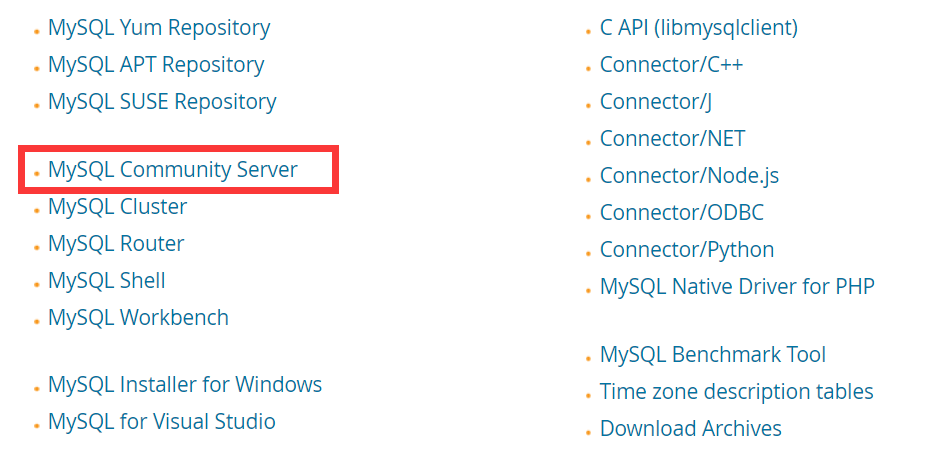 MySQL Yum Repository
MySQL APT Repository
MySQL SUSE Repository
MySQL Community Server
MySQL Cluster
MySQL Router
MySQL Shell
MySQL Workbench
MySQL Installer for Windows
MySQL for Visual Studio
C API (libmysqlclient)
Connector/C++
Connector/J
Connector/NET
Connector/Node.js
Connector/ODBC
Connector/Python
MySQL Native Driver for PHP
MySQL Benchmark Tool
Time zone description tables
Download Archives